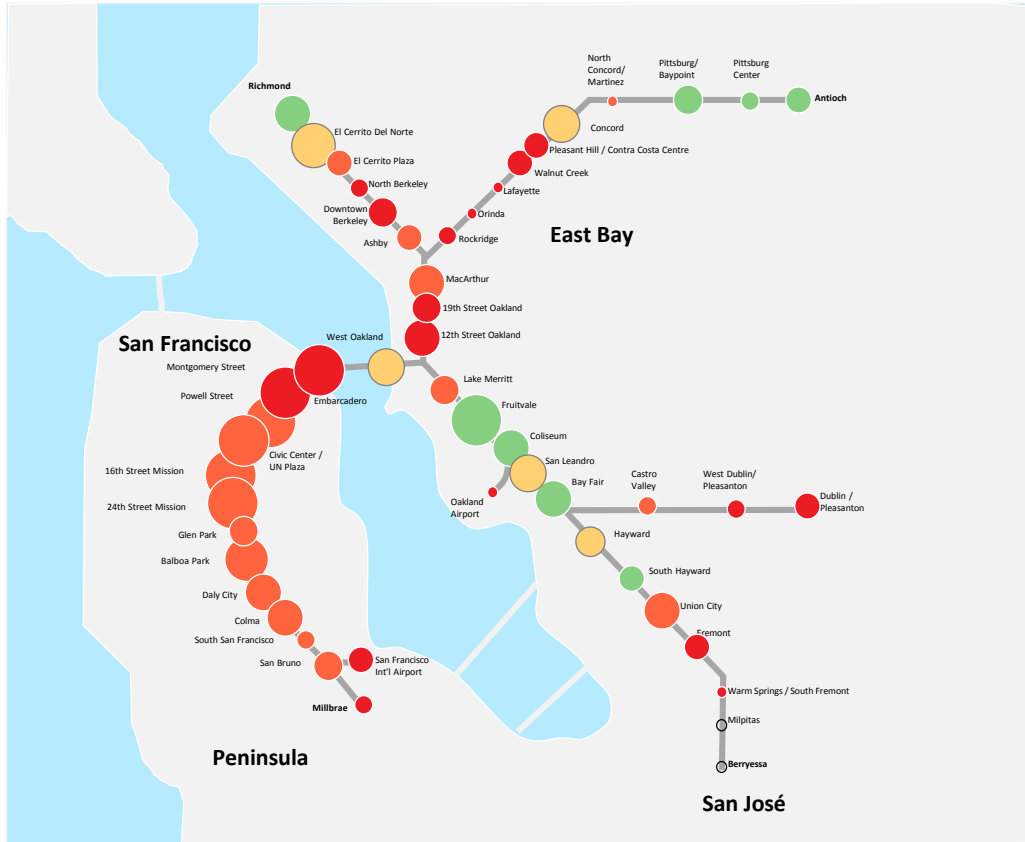 North
Concord/
Martinez
Pittsburg/
Baypoint
Pittsburg
Center
Richmond
Antioch
El Cerrito Del Norte
Concord
El Cerrito Plaza
Pleasant Hill / Contra Costa Centre
Walnut Creek
North Berkeley
Lafayette
Downtown
Berkeley
Orinda
Ashby
Rockridge
East Bay
MacArthur
19th Street Oakland
San Francisco
West Oakland
12th Street Oakland
Montgomery Street
Lake Merritt
Powell Street
Embarcadero
Fruitvale
Coliseum
Civic Center /
UN Plaza
San Leandro
16th Street Mission
Bay Fair
Castro
Valley
West Dublin/
Pleasanton
Dublin /
Pleasanton
Oakland
Airport
24th Street Mission
Glen Park
Hayward
Balboa Park
South Hayward
Daly City
Union City
Colma
Fremont
South San Francisco
San Bruno
San Francisco
Int'l Airport
Warm Springs / South Fremont
Millbrae
Milpitas
Peninsula
Berryessa
San José